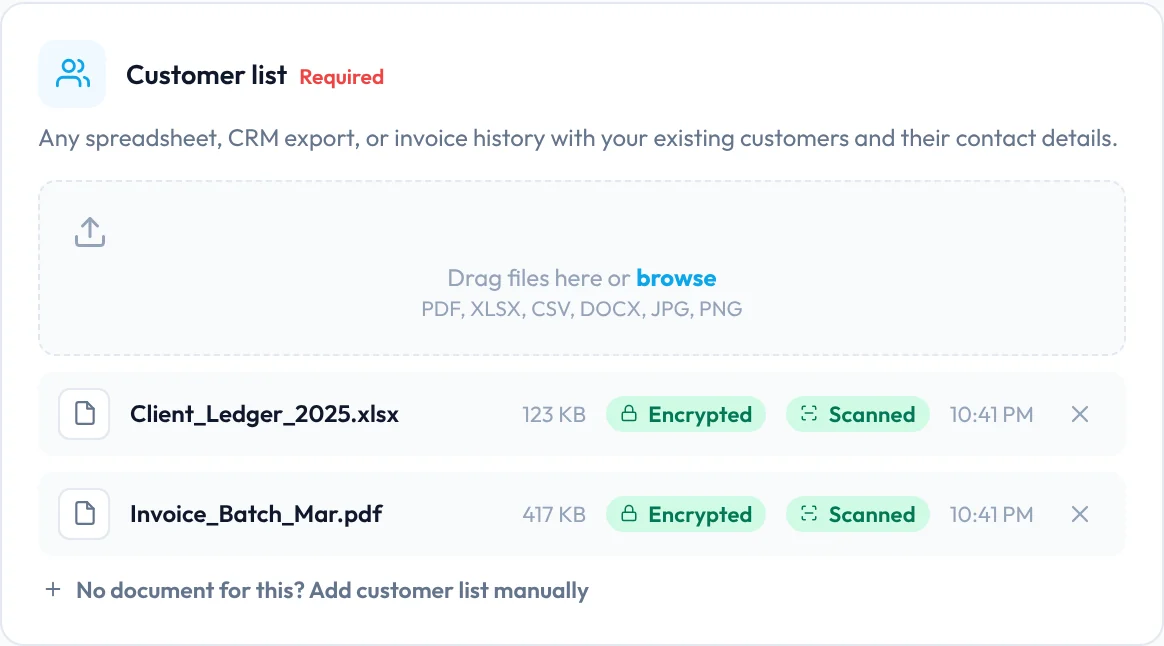 Customer list Required
Any spreadsheet, CRM export, or invoice history with your existing customers and their contact details.
Drag files here or browse
PDF, XLSX, CSV, DOCX, JPG, PNG
Client_Ledger_2025.xlsx 123 KB Encrypted Scanned 10:41 PM
Invoice_Batch_Mar.pdf 417 KB Encrypted Scanned 10:41 PM
No document for this? Add customer list manually